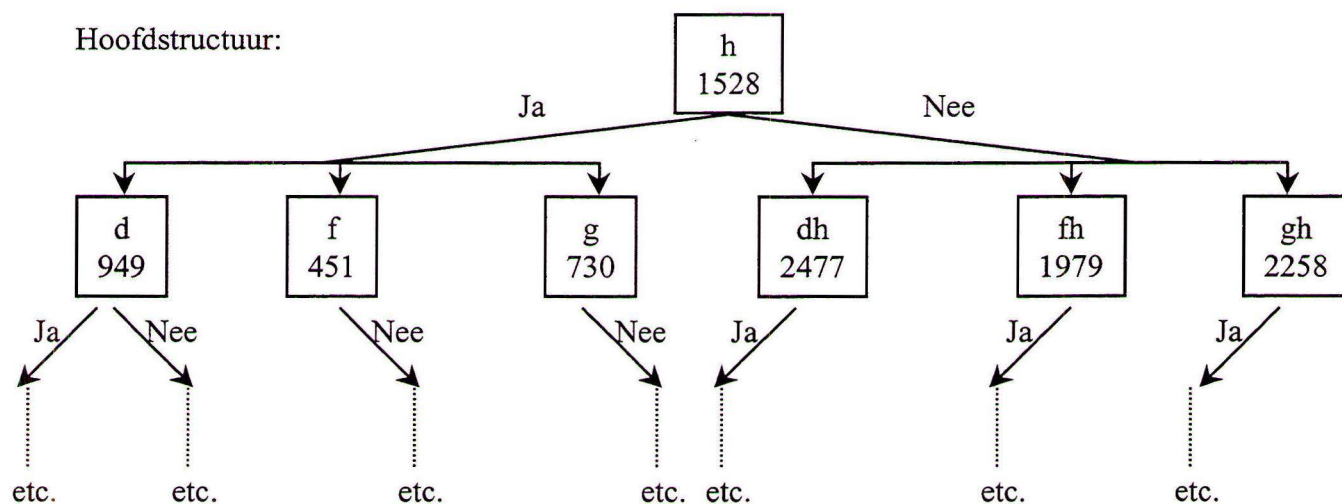 Hoofdstructuur:
h
1528
Ja
Nee
d
949
f
451
g
730
dh
2477
fh
1979
gh
2258
Ja
Nee
Nee
Nee
Ja
Ja
Ja
etc.
etc.
etc.
etc.
etc.
etc.
etc.